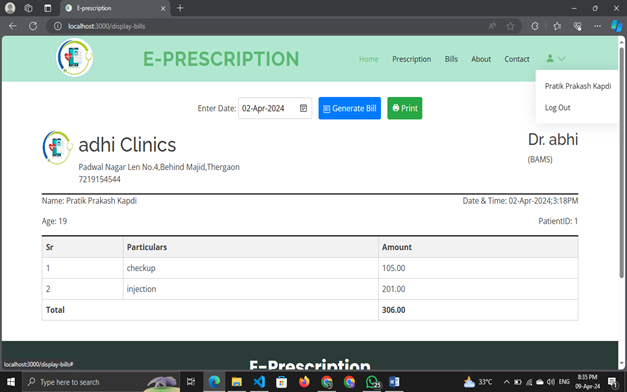 E-prescription
localhost:3000/display-bills
E-PRESCRIPTION
Home Prescription Bills About Contact
Pratik Prakash Kapdi
Log Out
Enter Date: 02-Apr-2024 Generate Bill Print
adhi Clinics
Dr. abhi
Padwal Nagar Len No.4,Behind Majid,Thergaon
(BAMS)
7219154544
Name: Pratik Prakash Kapdi Date & Time: 02-Apr-2024;3:18PM
Age: 19 PatientID: 1
Sr Particulars Amount
1 checkup 105.00
2 injection 201.00
Total 306.00
E-Prescription
localhost:3000/display-bills#
Type here to search
25
33°C
ENG
8:35 PM
09-Apr-24